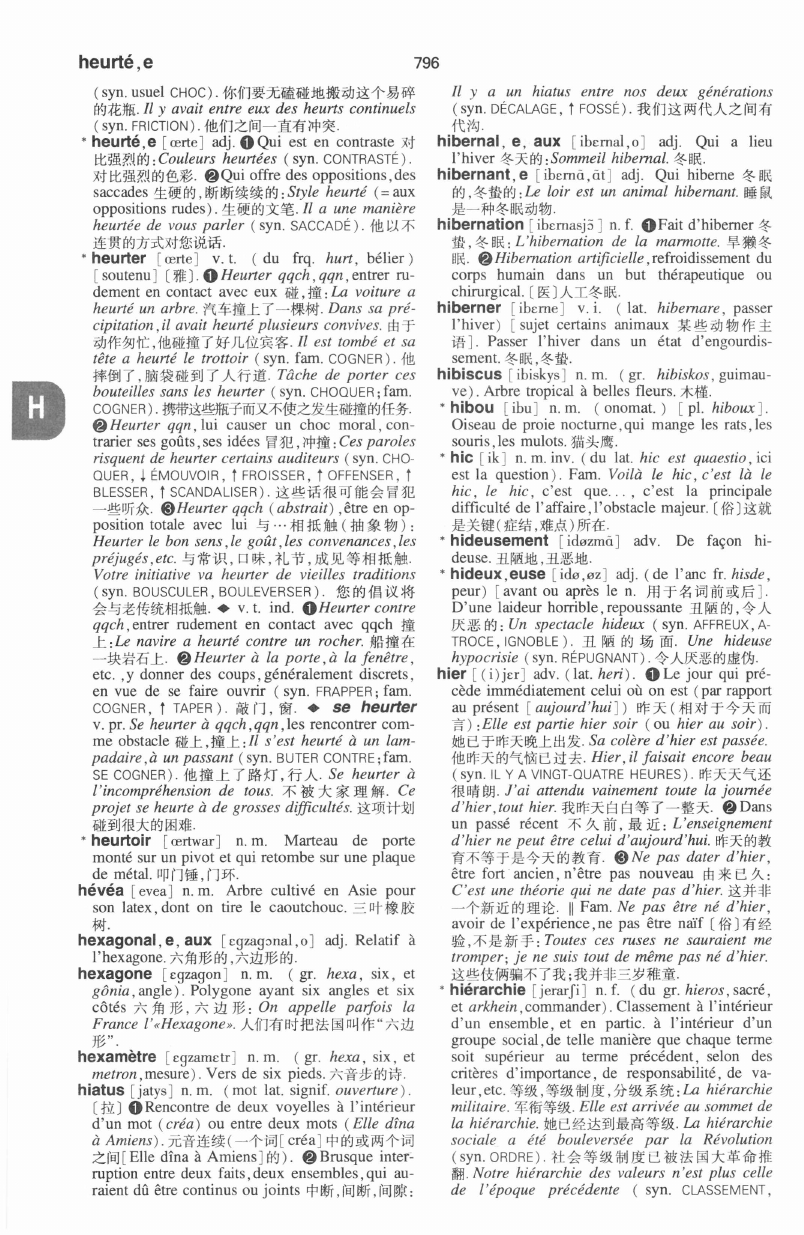 heurté,e
796
(syn. usuel CHOC). 你们要无磕碰地搬动这个易碎
的花瓶. Il y avait entre eux des heurts continuels
(syn. FRICTION). 他们之间一直有冲突.
* heurté,e [œrte] adj. ❶Qui est en contraste 对
比强烈的:Couleurs heurtées (syn. CONTRASTÉ).
对比强烈的色彩. ❷Qui offre des oppositions,des
saccades 生硬的,断断续续的:Style heurté (=aux
oppositions rudes). 生硬的文笔. Il a une manière
heurtée de vous parler (syn. SACCADÉ). 他以不
连贯的方式对您说话.
* heurter [œrte] v. t. (du frq. hurt, bélier)
[soutenu]〔雅〕. ❶Heurter qqch,qqn,entrer ru-
dement en contact avec eux 碰,撞:La voiture a
heurté un arbre. 汽车撞上了一棵树. Dans sa pré-
cipitation,il avait heurté plusieurs convives. 由于
动作匆忙,他碰撞了好几位宾客. Il est tombé et sa
tête a heurté le trottoir (syn. fam. COGNER). 他
摔倒了,脑袋碰到了人行道. Tâche de porter ces
bouteilles sans les heurter (syn. CHOQUER;fam.
COGNER). 携带这些瓶子而又不使之发生碰撞的任务.
❷Heurter qqn,lui causer un choc moral,con-
trarier ses goûts,ses idées 冒犯,冲撞:Ces paroles
risquent de heurter certains auditeurs (syn. CHO-
QUER,↓ÉMOUVOIR,↑FROISSER,↑OFFENSER,↑
BLESSER,↑SCANDALISER). 这些话很可能会冒犯
一些听众. ❸Heurter qqch (abstrait),être en op-
position totale avec lui 与…相抵触(抽象物):
Heurter le bon sens,le goût,les convenances,les
préjugés,etc. 与常识,口味,礼节,成见等相抵触.
Votre initiative va heurter de vieilles traditions
(syn. BOUSCULER, BOULEVERSER). 您的倡议将
会与老传统相抵触. ◆ v. t. ind. ❶Heurter contre
qqch,entrer rudement en contact avec qqch 撞
上:Le navire a heurté contre un rocher. 船撞在
一块岩石上. ❷Heurter à la porte,à la fenêtre,
etc. ,y donner des coups,généralement discrets,
en vue de se faire ouvrir (syn. FRAPPER; fam.
COGNER, ↑TAPER). 敲门,窗. ◆ se heurter
v. pr. Se heurter à qqch,qqn,les rencontrer com-
me obstacle 碰上,撞上:Il s'est heurté à un lam-
padaire,à un passant (syn. BUTER CONTRE;fam.
SE COGNER). 他撞上了路灯,行人. Se heurter à
l'incompréhension de tous. 不被大家理解. Ce
projet se heurte à de grosses difficultés. 这项计划
碰到很大的困难.
* heurtoir [œrtwar] n. m. Marteau de porte
monté sur un pivot et qui retombe sur une plaque
de métal. 叩门锤,门环.
hévéa [evea] n. m. Arbre cultivé en Asie pour
son latex,dont on tire le caoutchouc. 三叶橡胶
树.
hexagonal,e,aux [ɛgzagɔnal,o] adj. Relatif à
l'hexagone. 六角形的,六边形的.
hexagone [ɛgzagɔn] n. m. (gr. hexa, six, et
gônia,angle). Polygone ayant six angles et six
côtés 六角形,六边形: On appelle parfois la
France l'«Hexagone». 人们有时把法国叫作“六边
形”.
hexamètre [ɛgzamɛtr] n. m. (gr. hexa, six, et
metron,mesure). Vers de six pieds. 六音步的诗.
hiatus [jatys] n. m. (mot lat. signif. ouverture).
〔拉〕❶Rencontre de deux voyelles à l'intérieur
d'un mot (créa) ou entre deux mots (Elle dîna
à Amiens). 元音连续(一个词[créa]中的或两个词
之间[Elle dîna à Amiens]的). ❷Brusque inter-
ruption entre deux faits,deux ensembles,qui au-
raient dû être continus ou joints 中断,间断,间隙:
H
Il y a un hiatus entre nos deux générations
(syn. DÉCALAGE,↑FOSSÉ). 我们这两代人之间有
代沟.
hibernal, e, aux [ibɛrnal,o] adj. Qui a lieu
l'hiver 冬天的:Sommeil hibernal. 冬眠.
hibernant,e [ibɛrnɑ̃,ɑ̃t] adj. Qui hiberne 冬眠
的,冬蛰的:Le loir est un animal hibernant. 睡鼠
是一种冬眠动物.
hibernation [ibɛrnasjɔ̃] n. f. ❶Fait d'hiberner 冬
蛰,冬眠:L'hibernation de la marmotte. 旱獭冬
眠. ❷Hibernation artificielle,refroidissement du
corps humain dans un but thérapeutique ou
chirurgical. 〔医〕人工冬眠.
hiberner [ibɛrne] v. i. (lat. hibernare, passer
l'hiver) [sujet certains animaux 某些动物作主
语]. Passer l'hiver dans un état d'engourdis-
sement. 冬眠,冬蛰.
hibiscus [ibiskys] n. m. (gr. hibiskos, guimau-
ve). Arbre tropical à belles fleurs. 木槿.
* hibou [ibu] n. m. (onomat.) [pl. hiboux].
Oiseau de proie nocturne,qui mange les rats,les
souris,les mulots. 猫头鹰.
* hic [ik] n. m. inv. (du lat. hic est quaestio, ici
est la question). Fam. Voilà le hic, c'est là le
hic, le hic, c'est que..., c'est la principale
difficulté de l'affaire,l'obstacle majeur. 〔俗〕这就
是关键(症结,难点)所在.
* hideusement [idøzmɑ̃] adv. De façon hi-
deuse. 丑陋地,丑恶地.
* hideux,euse [idø,øz] adj. (de l'anc fr. hisde,
peur) [avant ou après le n. 用于名词前或后].
D'une laideur horrible,repoussante 丑陋的,令人
厌恶的: Un spectacle hideux (syn. AFFREUX, A-
TROCE, IGNOBLE). 丑陋的场面. Une hideuse
hypocrisie (syn. RÉPUGNANT). 令人厌恶的虚伪.
hier [(i)jɛr] adv. (lat. heri). ❶Le jour qui pré-
cède immédiatement celui où on est (par rapport
au présent [aujourd'hui]) 昨天(相对于今天而
言):Elle est partie hier soir (ou hier au soir).
她已于昨天晚上出发. Sa colère d'hier est passée.
他昨天的气恼已过去. Hier,il faisait encore beau
(syn. IL Y A VINGT-QUATRE HEURES). 昨天天气还
很晴朗. J'ai attendu vainement toute la journée
d'hier,tout hier. 我昨天白白等了一整天. ❷Dans
un passé récent 不久前,最近:L'enseignement
d'hier ne peut être celui d'aujourd'hui. 昨天的教
育不等于是今天的教育. ❸Ne pas dater d'hier,
être fort ancien,n'être pas nouveau 由来已久:
C'est une théorie qui ne date pas d'hier. 这并非
一个新近的理论. ‖ Fam. Ne pas être né d'hier,
avoir de l'expérience,ne pas être naïf〔俗〕有经
验,不是新手:Toutes ces ruses ne sauraient me
tromper; je ne suis tout de même pas né d'hier.
这些伎俩骗不了我;我并非三岁稚童.
* hiérarchie [jerarʃi] n. f. (du gr. hieros,sacré,
et arkhein,commander). Classement à l'intérieur
d'un ensemble, et en partic. à l'intérieur d'un
groupe social,de telle manière que chaque terme
soit supérieur au terme précédent, selon des
critères d'importance, de responsabilité, de va-
leur,etc. 等级,等级制度,分级系统:La hiérarchie
militaire. 军衔等级. Elle est arrivée au sommet de
la hiérarchie. 她已经达到最高等级. La hiérarchie
sociale a été bouleversée par la Révolution
(syn. ORDRE). 社会等级制度已被法国大革命推
翻. Notre hiérarchie des valeurs n'est plus celle
de l'époque précédente (syn. CLASSEMENT,